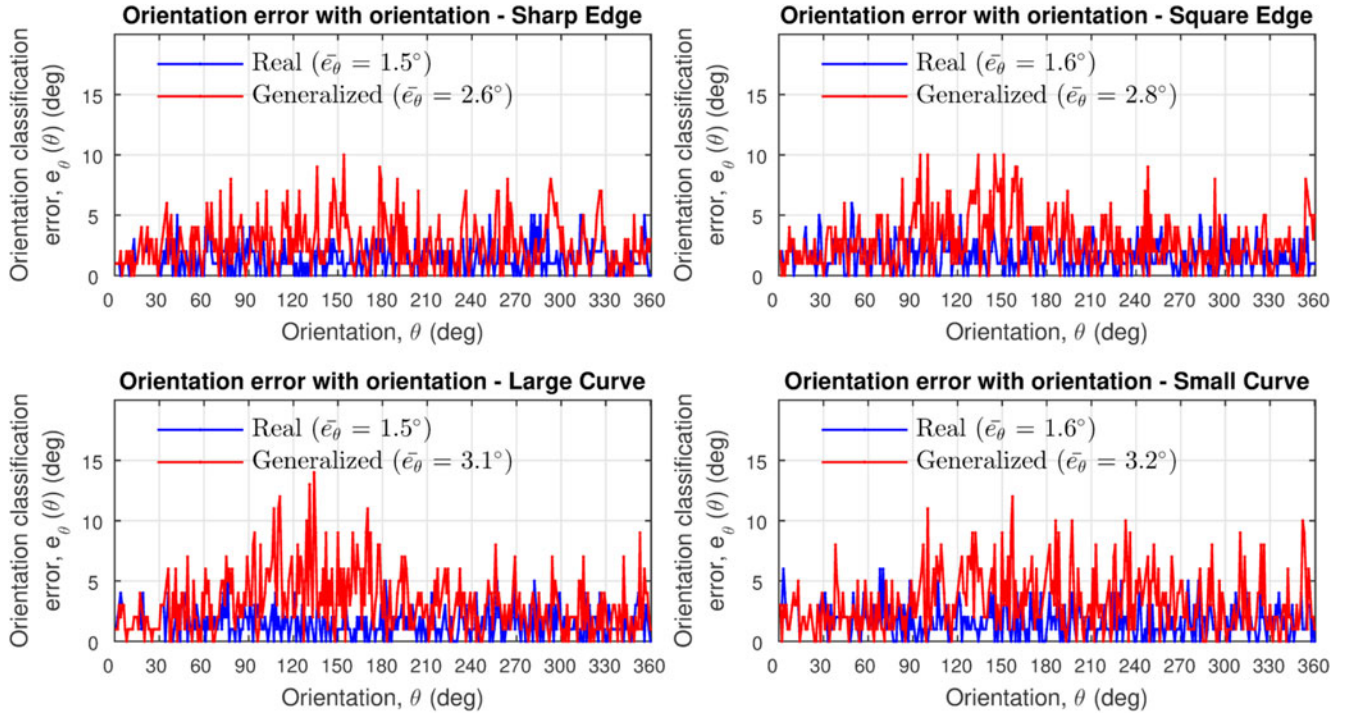 Orientation error with orientation - Sharp Edge
Orientation classification
error, e_θ (θ) (deg)
Real (ē_θ = 1.5°)
Generalized (ē_θ = 2.6°)
15
10
5
0
0 30 60 90 120 150 180 210 240 270 300 330 360
Orientation, θ (deg)
Orientation error with orientation - Square Edge
Orientation classification
error, e_θ (θ) (deg)
Real (ē_θ = 1.6°)
Generalized (ē_θ = 2.8°)
15
10
5
0
0 30 60 90 120 150 180 210 240 270 300 330 360
Orientation, θ (deg)
Orientation error with orientation - Large Curve
Orientation classification
error, e_θ (θ) (deg)
Real (ē_θ = 1.5°)
Generalized (ē_θ = 3.1°)
15
10
5
0
0 30 60 90 120 150 180 210 240 270 300 330 360
Orientation, θ (deg)
Orientation error with orientation - Small Curve
Orientation classification
error, e_θ (θ) (deg)
Real (ē_θ = 1.6°)
Generalized (ē_θ = 3.2°)
15
10
5
0
0 30 60 90 120 150 180 210 240 270 300 330 360
Orientation, θ (deg)